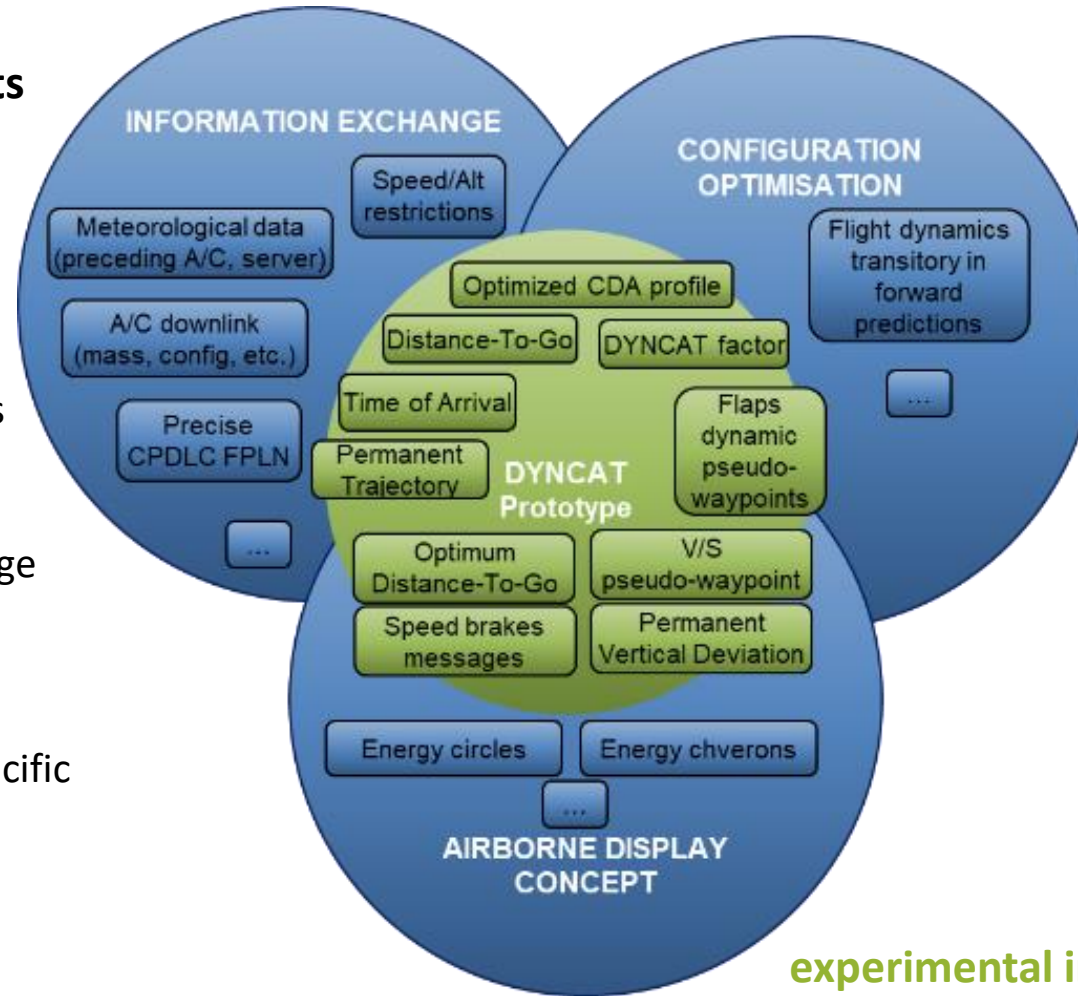 ts
INFORMATION EXCHANGE
Speed/Alt
restrictions
Meteorological data
(preceding A/C, server)
A/C downlink
(mass, config, etc.)
s
Precise
CPDLC FPLN
...
ge
cific
CONFIGURATION
OPTIMISATION
Flight dynamics
transitory in
forward
predictions
...
Optimized CDA profile
Distance-To-Go
DYNCAT factor
Time of Arrival
Flaps
dynamic
pseudo-
waypoints
Permanent
Trajectory
DYNCAT
Prototype
Optimum
Distance-To-Go
V/S
pseudo-waypoint
Speed brakes
messages
Permanent
Vertical Deviation
Energy circles
Energy chverons
...
AIRBORNE DISPLAY
CONCEPT
experimental i